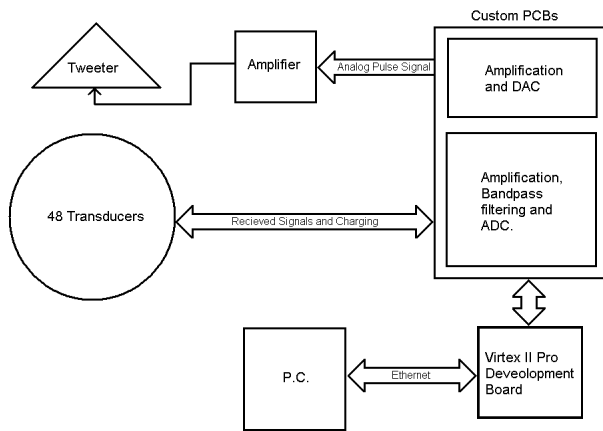 Custom PCBs
Tweeter
Amplifier
Analog Pulse Signal
Amplification
and DAC
48 Transducers
Recieved Signals and Charging
Amplification,
Bandpass
filtering and
ADC.
P.C.
Ethernet
Virtex II Pro
Deveolopment
Board